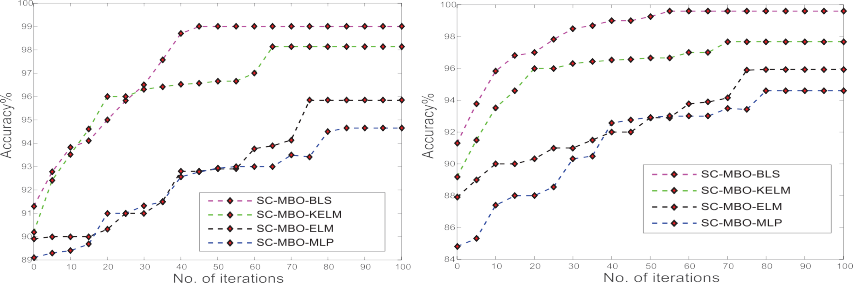 100
99
98
97
96
95
94
93
92
91
90
89
Accuracy%
0 10 20 30 40 50 60 70 80 90 100
No. of iterations
SC-MBO-BLS
SC-MBO-KELM
SC-MBO-ELM
SC-MBO-MLP
100
98
96
94
92
90
88
86
84
Accuracy%
0 10 20 30 40 50 60 70 80 90 100
No. of iterations
SC-MBO-BLS
SC-MBO-KELM
SC-MBO-ELM
SC-MBO-MLP